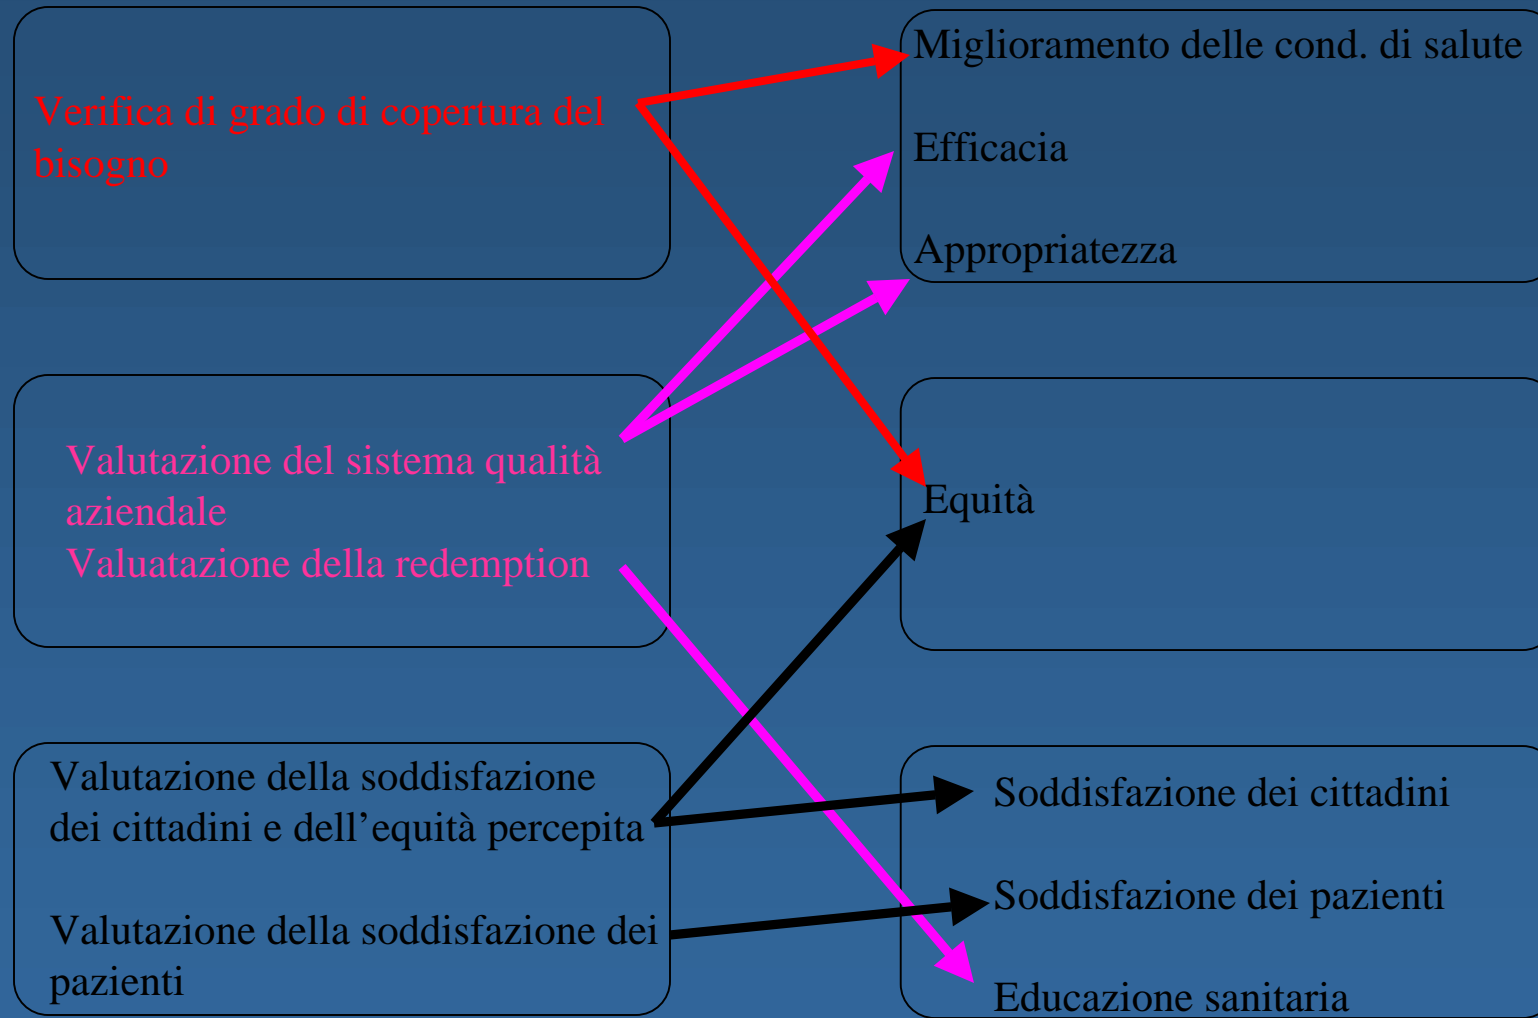 Verifica di grado di copertura del
bisogno
Valutazione del sistema qualità
aziendale
Valuatazione della redemption
Valutazione della soddisfazione
dei cittadini e dell’equità percepita
Valutazione della soddisfazione dei
pazienti
Miglioramento delle cond. di salute
Efficacia
Appropriatezza
Equità
Soddisfazione dei cittadini
Soddisfazione dei pazienti
Educazione sanitaria